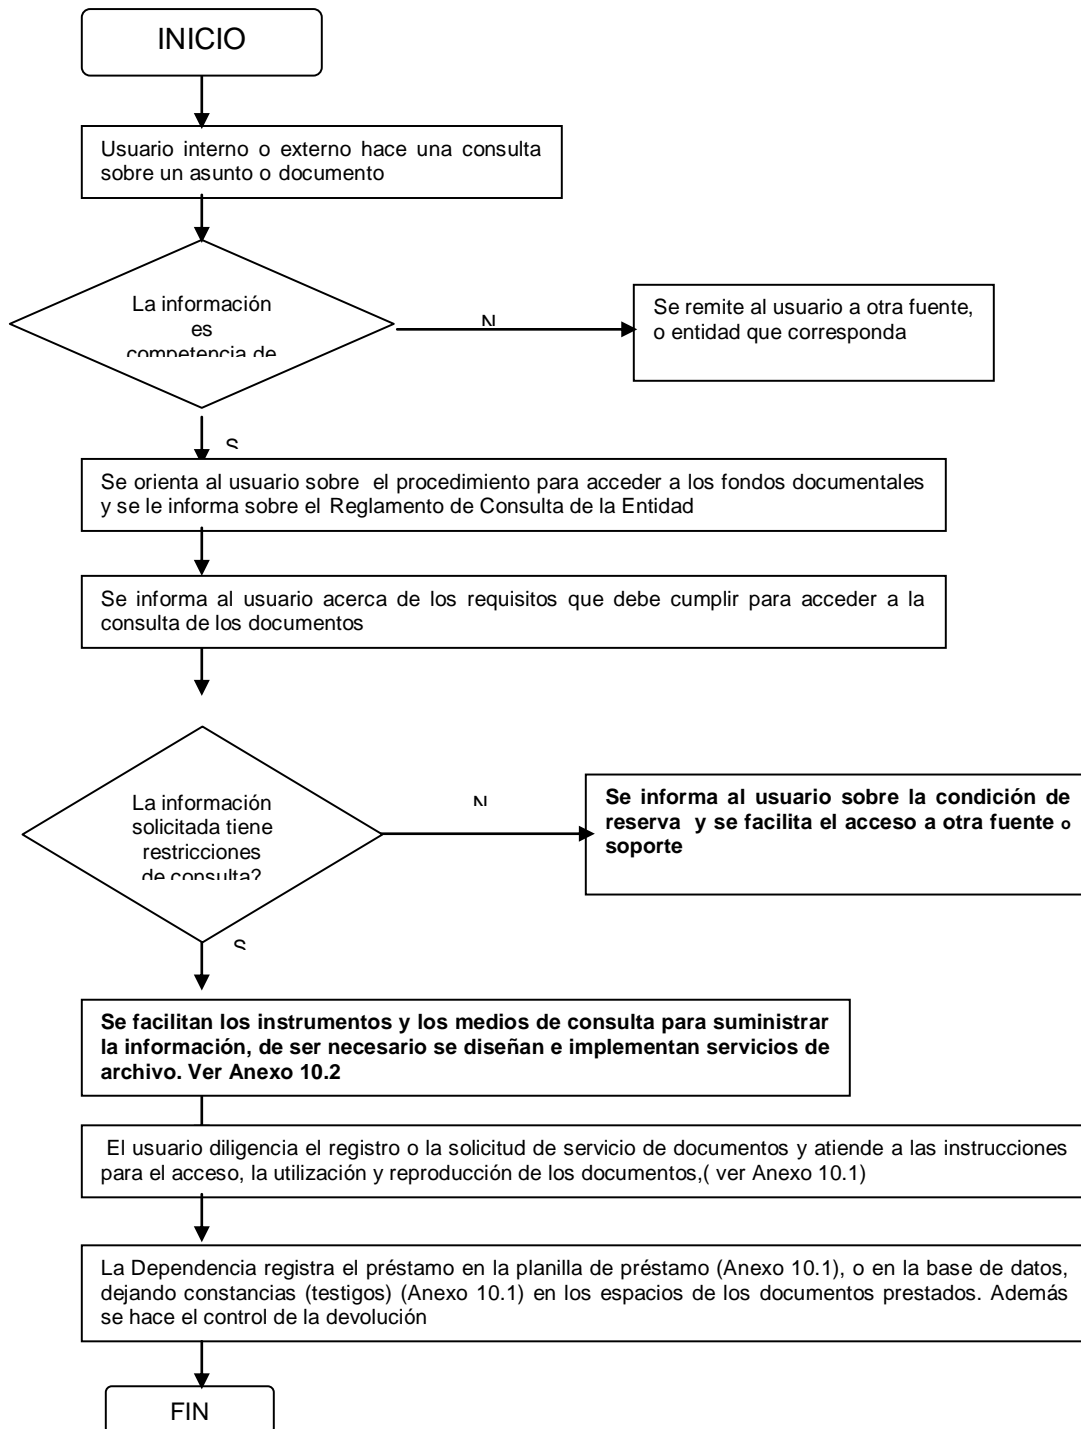 INICIO
Usuario interno o externo hace una consulta
sobre un asunto o documento
La información
es
competencia de
N
Se remite al usuario a otra fuente,
o entidad que corresponda
S
Se orienta al usuario sobre el procedimiento para acceder a los fondos documentales
y se le informa sobre el Reglamento de Consulta de la Entidad
Se informa al usuario acerca de los requisitos que debe cumplir para acceder a la
consulta de los documentos
La información
solicitada tiene
restricciones
de consulta?
N
Se informa al usuario sobre la condición de
reserva y se facilita el acceso a otra fuente o
soporte
S
Se facilitan los instrumentos y los medios de consulta para suministrar
la información, de ser necesario se diseñan e implementan servicios de
archivo. Ver Anexo 10.2
El usuario diligencia el registro o la solicitud de servicio de documentos y atiende a las instrucciones
para el acceso, la utilización y reproducción de los documentos,( ver Anexo 10.1)
La Dependencia registra el préstamo en la planilla de préstamo (Anexo 10.1), o en la base de datos,
dejando constancias (testigos) (Anexo 10.1) en los espacios de los documentos prestados. Además
se hace el control de la devolución
FIN